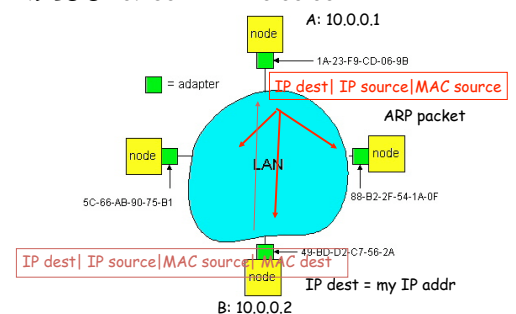 A: 10.0.0.1
node
1A-23-F9-CD-06-9B
= adapter
IP dest| IP source|MAC source
ARP packet
node
LAN
node
5C-66-AB-90-75-B1
88-B2-2F-54-1A-0F
49-BD-D2-C7-56-2A
IP dest| IP source|MAC source| MAC dest
node
IP dest = my IP addr
B: 10.0.0.2